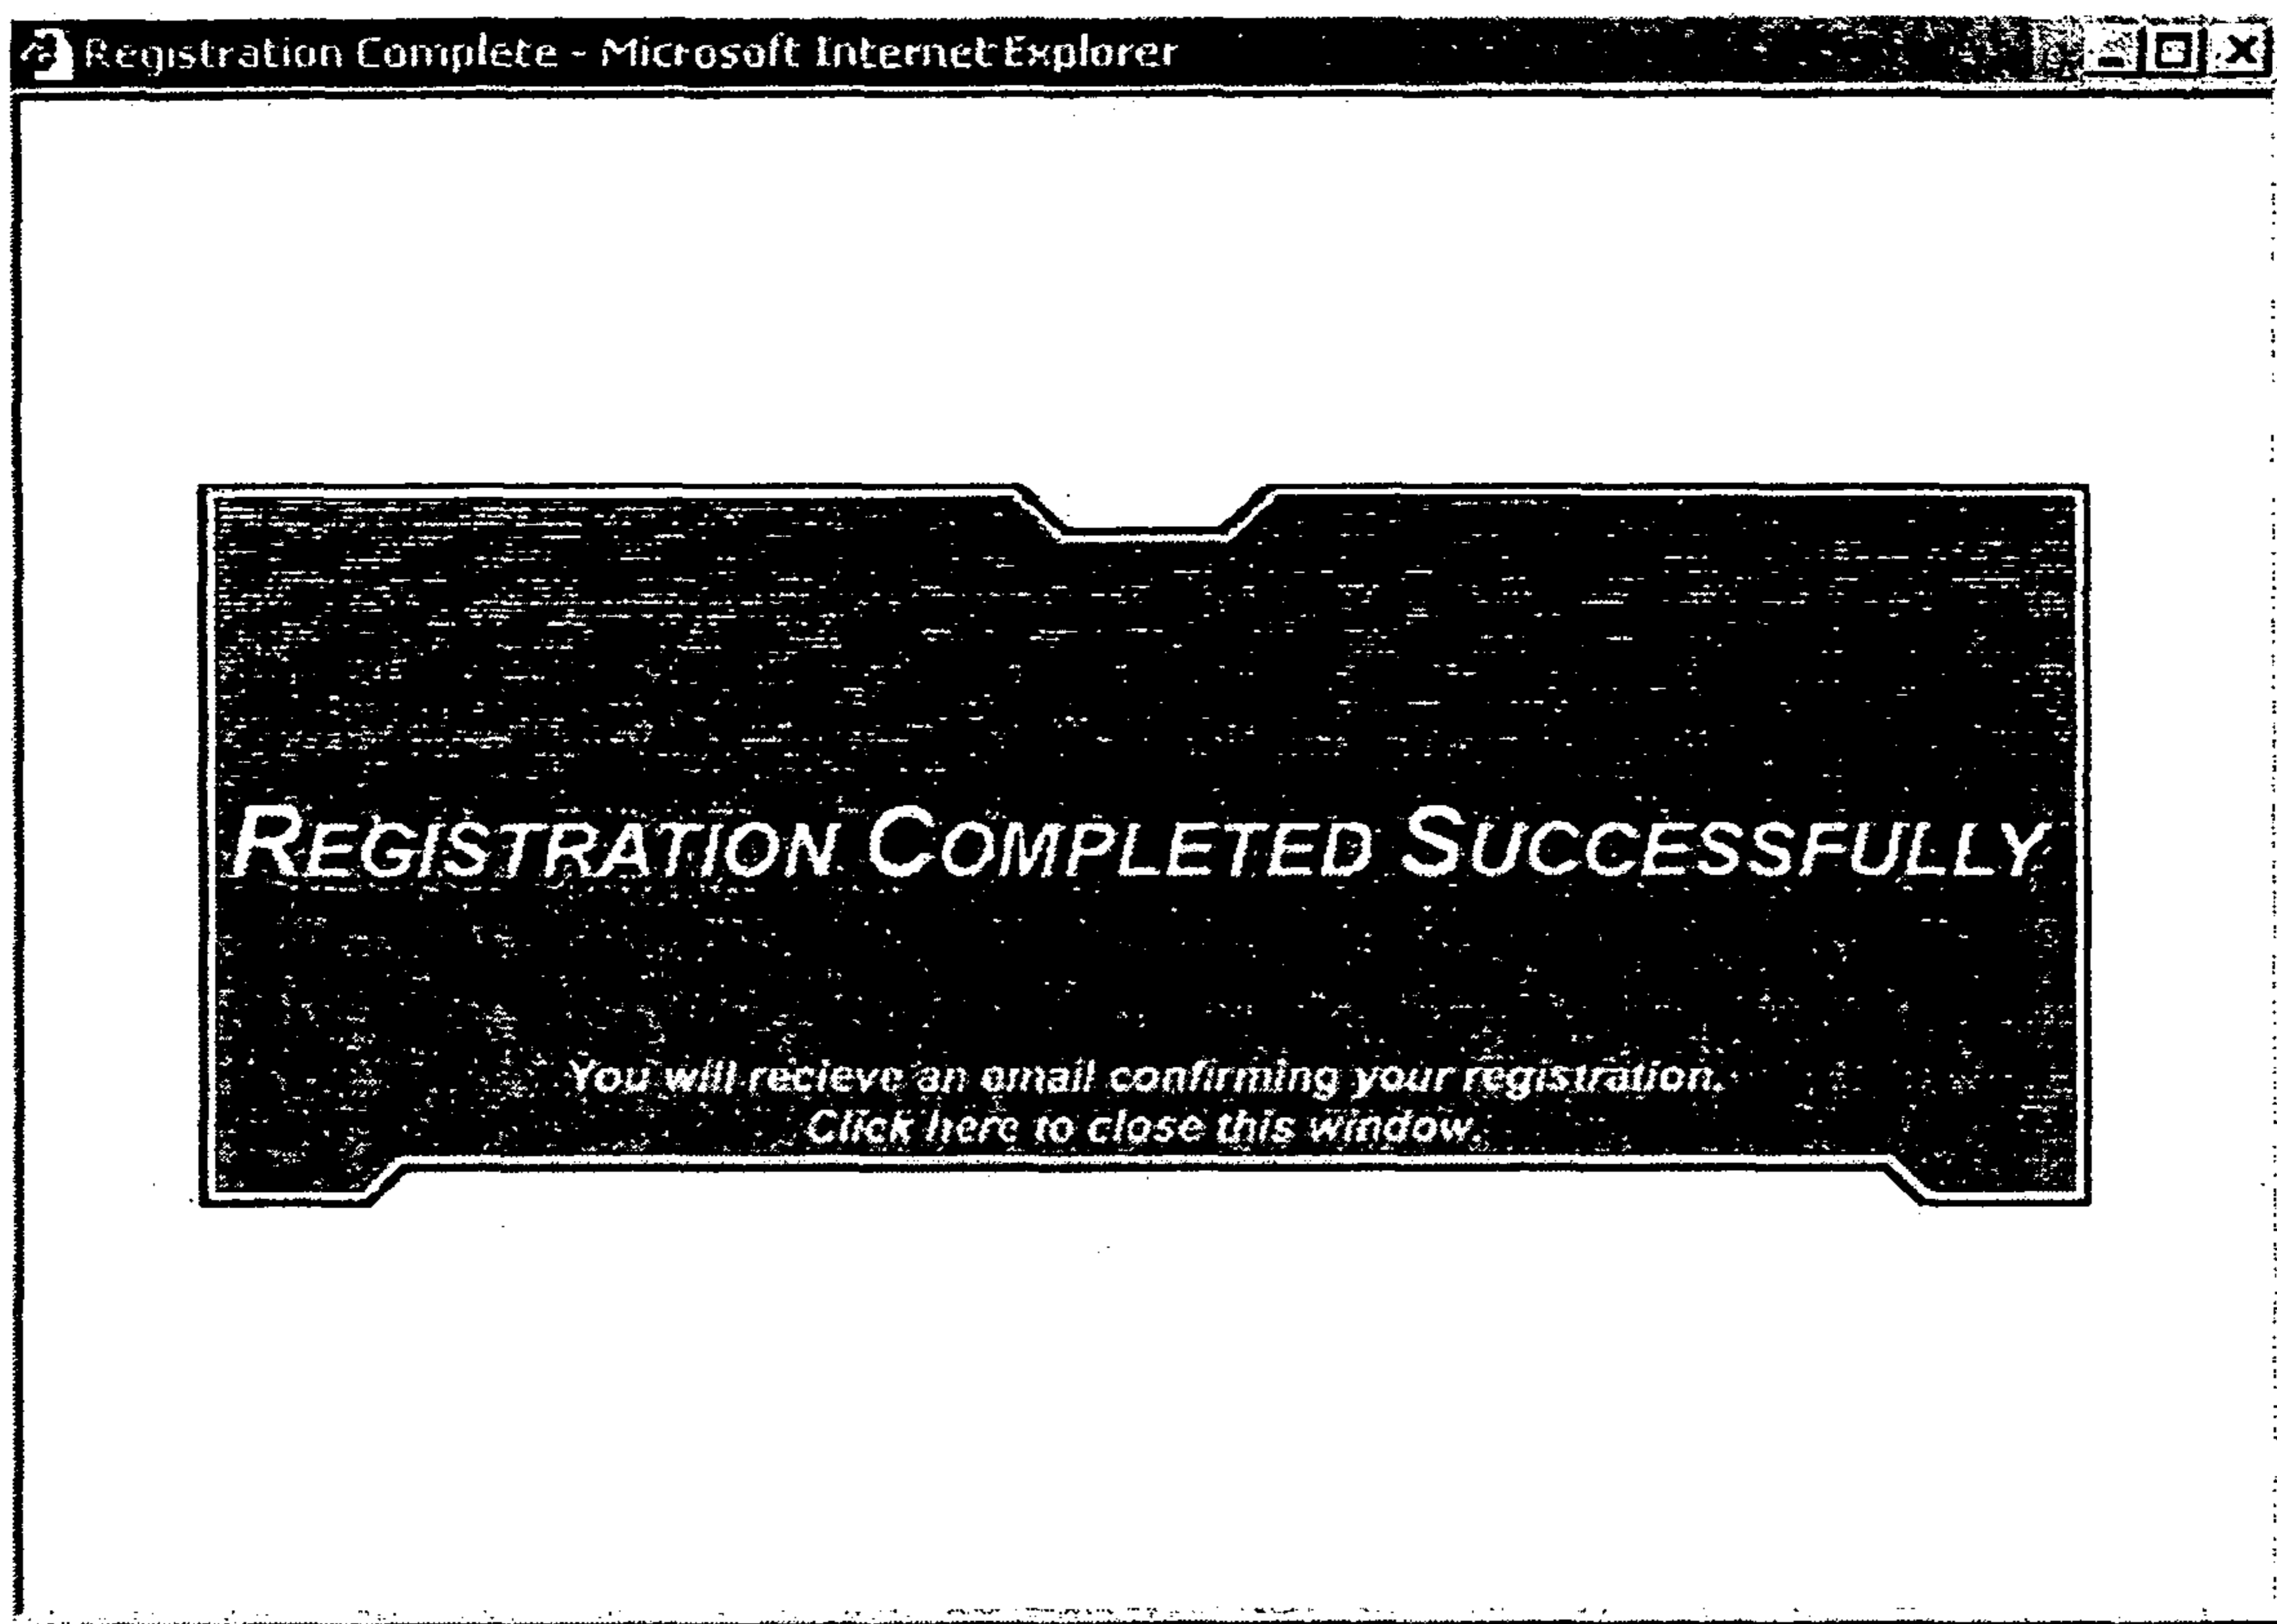 Registration Complete - Microsoft Internet Explorer
REGISTRATION COMPLETED SUCCESSFULLY
You will recieve an email confirming your registration.
Click here to close this window.